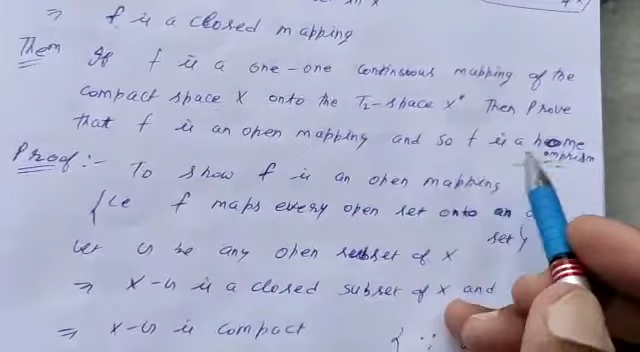 ⇒ f is a closed mapping
Them If f is a one-one continuous mapping of the
compact space X onto the T₂-space X* Then Prove
that f is an open mapping and so f is a home
omphism
Proof:- To show f is an open mapping
{i.e f maps every open set onto an
set}
Let G be any open subset of X
⇒ X-G is a closed subset of X and
⇒ X-G is compact { ∵